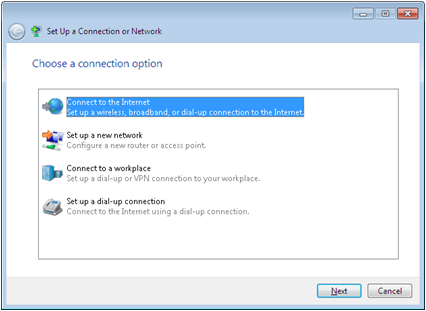 Set Up a Connection or Network
Choose a connection option
Connect to the Internet
Set up a wireless, broadband, or dial-up connection to the Internet.
Set up a new network
Configure a new router or access point.
Connect to a workplace
Set up a dial-up or VPN connection to your workplace.
Set up a dial-up connection
Connect to the Internet using a dial-up connection.
Next Cancel